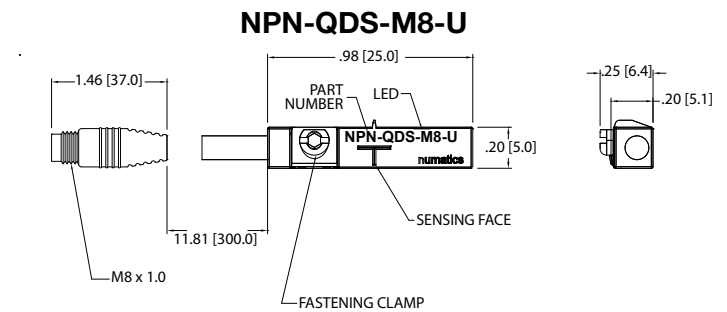 NPN-QDS-M8-U
.98 [25.0]
.25 [6.4]
1.46 [37.0]
PART
NUMBER
LED
.20 [5.1]
NPN-QDS-M8-U
.20 [5.0]
numatics
SENSING FACE
11.81 [300.0]
M8 x 1.0
FASTENING CLAMP